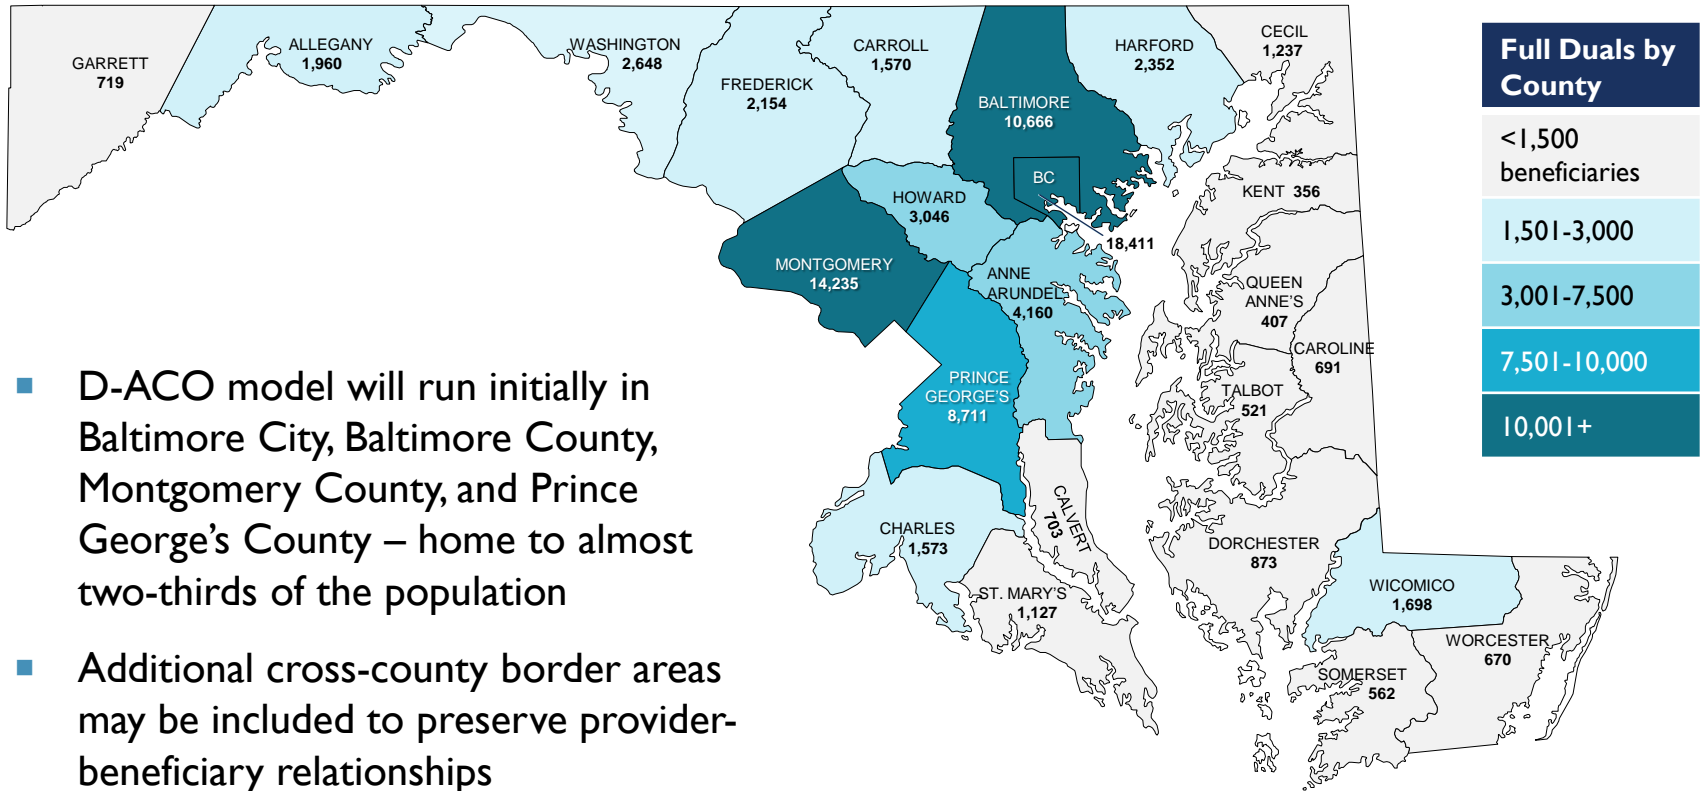 GARRETT
719
ALLEGANY
1,960
WASHINGTON
2,648
FREDERICK
2,154
CARROLL
1,570
BALTIMORE
10,666
BC
18,411
HARFORD
2,352
CECIL
1,237
KENT 356
HOWARD
3,046
MONTGOMERY
14,235
ANNE
ARUNDEL
4,160
QUEEN
ANNE'S
407
CAROLINE
691
TALBOT
521
PRINCE
GEORGE'S
8,711
CALVERT
703
CHARLES
1,573
ST. MARY'S
1,127
DORCHESTER
873
WICOMICO
1,698
WORCESTER
670
SOMERSET
562
Full Duals by
County
<1,500
beneficiaries
1,501-3,000
3,001-7,500
7,501-10,000
10,001+
▪ D-ACO model will run initially in
Baltimore City, Baltimore County,
Montgomery County, and Prince
George's County – home to almost
two-thirds of the population
▪ Additional cross-county border areas
may be included to preserve provider-
beneficiary relationships